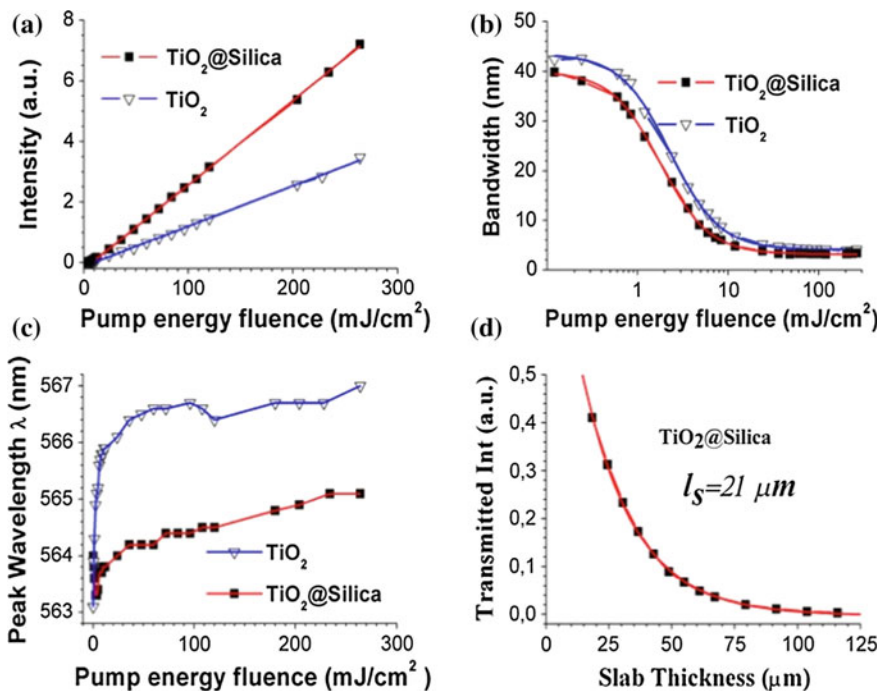 (a)
8
6
4
2
0
Intensity (a.u.)
TiO2@Silica
TiO2
0 100 200 300
Pump energy fluence (mJ/cm2)
(b)
50
40
30
20
10
0
Bandwidth (nm)
TiO2@Silica
TiO2
1 10 100
Pump energy fluence (mJ/cm2)
(c)
567
566
565
564
563
Peak Wavelength λ (nm)
TiO2
TiO2@Silica
0 100 200 300
Pump energy fluence (mJ/cm2)
(d)
0,5
0,4
0,3
0,2
0,1
0,0
Transmitted Int (a.u.)
TiO2@Silica
ls=21 μm
0 25 50 75 100 125
Slab Thickness (μm)